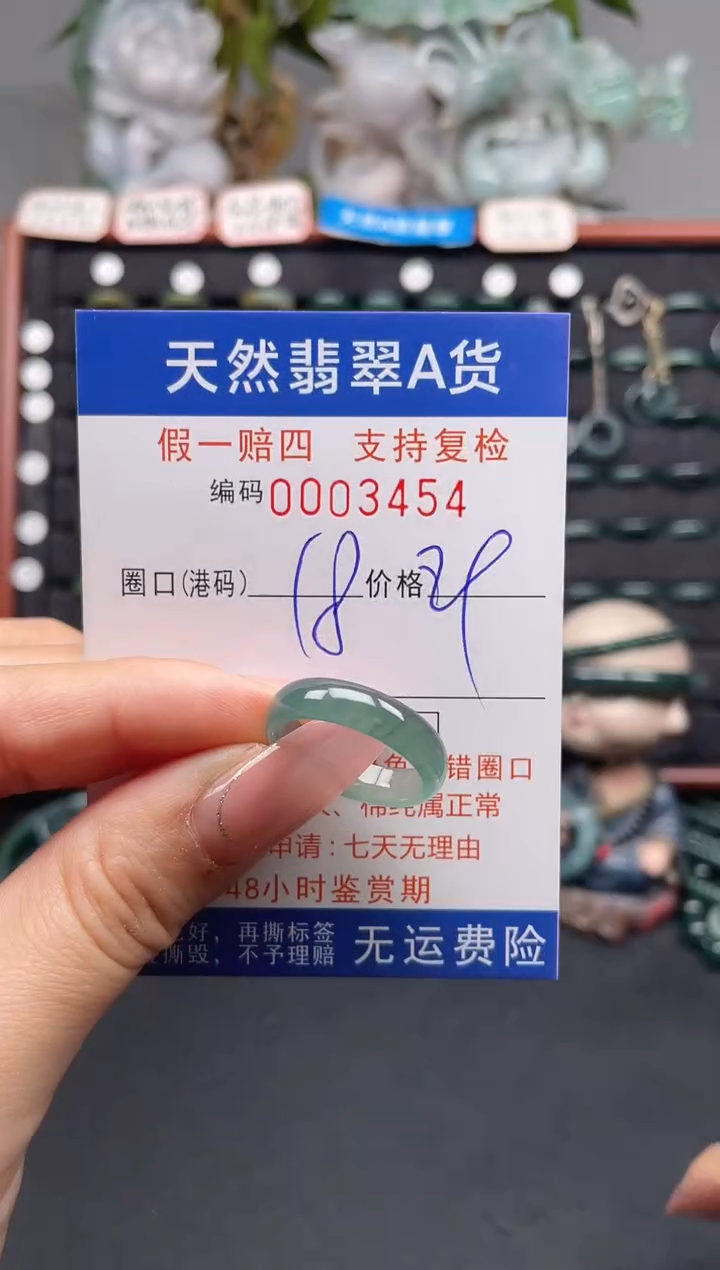 天然翡翠A货
假一赔四 支持复检
编码0003454
圈口(港码) 18 价格
错圈口
棉纯属正常
申请：七天无理由
48小时鉴赏期
好，再撕标签
撕毁，不予理赔
无运费险